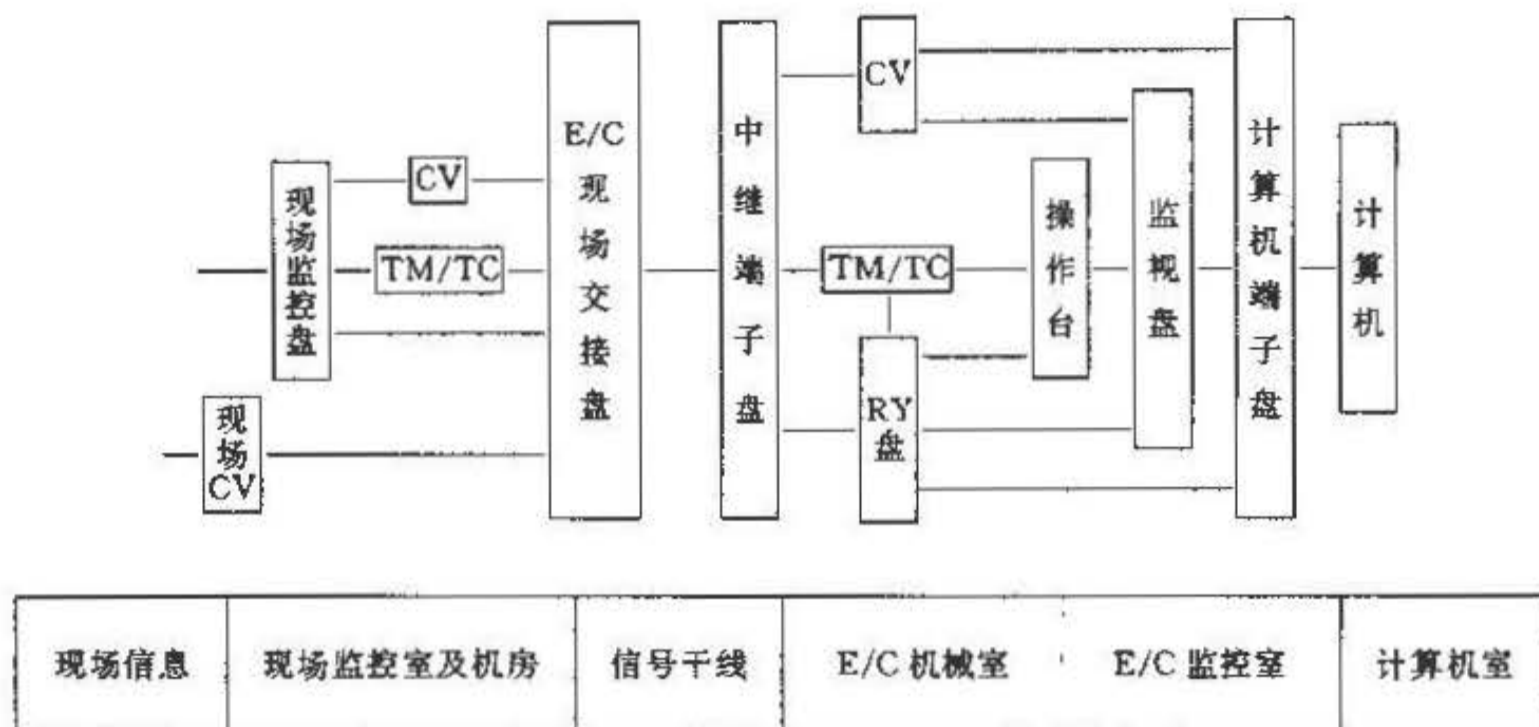 现场监控盘
现场CV
CV
TM/TC
E/C现场交接盘
中继端子盘
CV
TM/TC
RY盘
操作台
监视盘
计算机端子盘
计算机
现场信息
现场监控室及机房
信号干线
E/C机械室
E/C监控室
计算机室